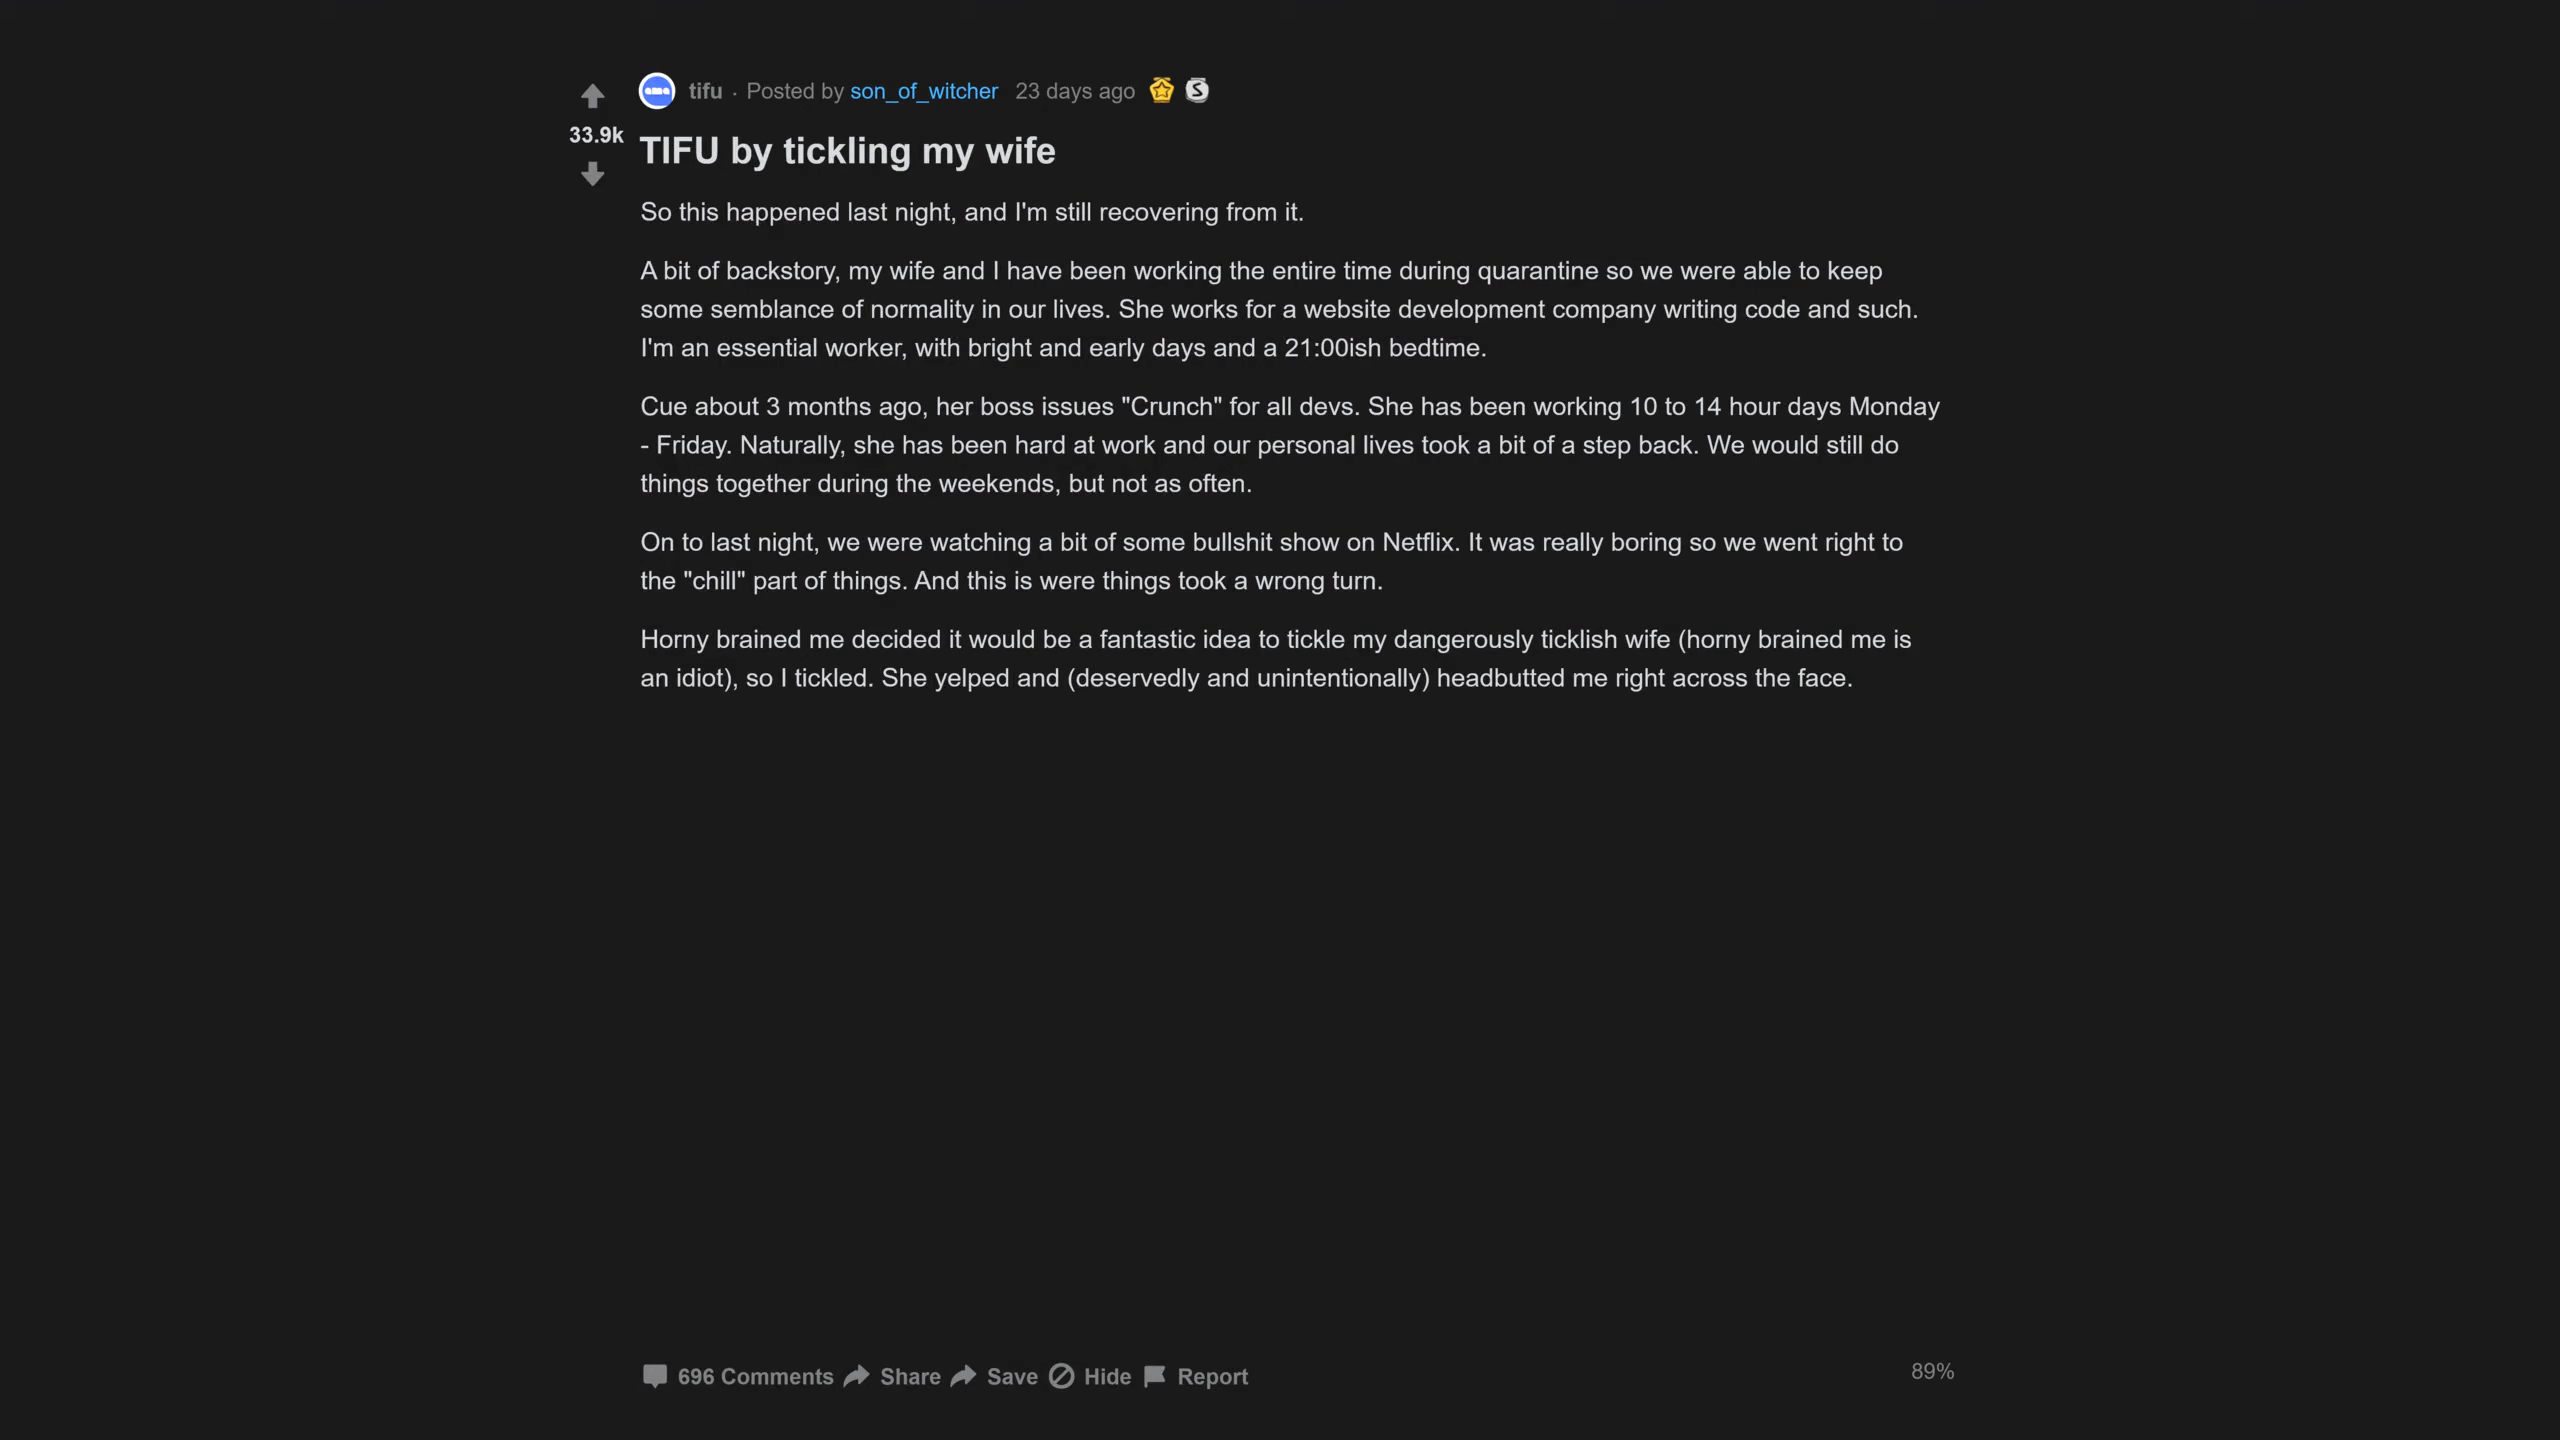 tifu · Posted by son_of_witcher 23 days ago
33.9k
TIFU by tickling my wife
So this happened last night, and I'm still recovering from it.
A bit of backstory, my wife and I have been working the entire time during quarantine so we were able to keep
some semblance of normality in our lives. She works for a website development company writing code and such.
I'm an essential worker, with bright and early days and a 21:00ish bedtime.
Cue about 3 months ago, her boss issues "Crunch" for all devs. She has been working 10 to 14 hour days Monday
- Friday. Naturally, she has been hard at work and our personal lives took a bit of a step back. We would still do
things together during the weekends, but not as often.
On to last night, we were watching a bit of some bullshit show on Netflix. It was really boring so we went right to
the "chill" part of things. And this is were things took a wrong turn.
Horny brained me decided it would be a fantastic idea to tickle my dangerously ticklish wife (horny brained me is
an idiot), so I tickled. She yelped and (deservedly and unintentionally) headbutted me right across the face.
696 Comments Share Save Hide Report
89%